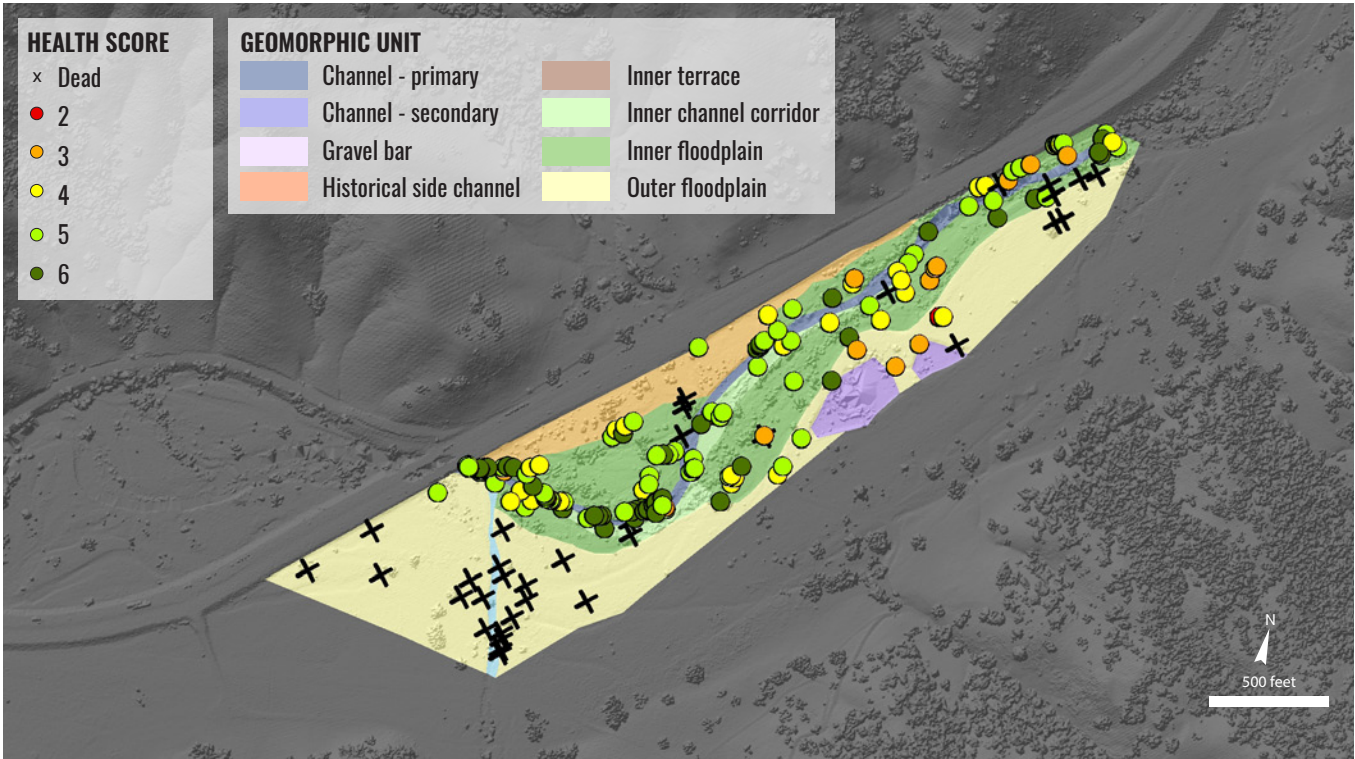 HEALTH SCORE
x Dead
2
3
4
5
6
GEOMORPHIC UNIT
Channel - primary
Channel - secondary
Gravel bar
Historical side channel
Inner terrace
Inner channel corridor
Inner floodplain
Outer floodplain
N
500 feet